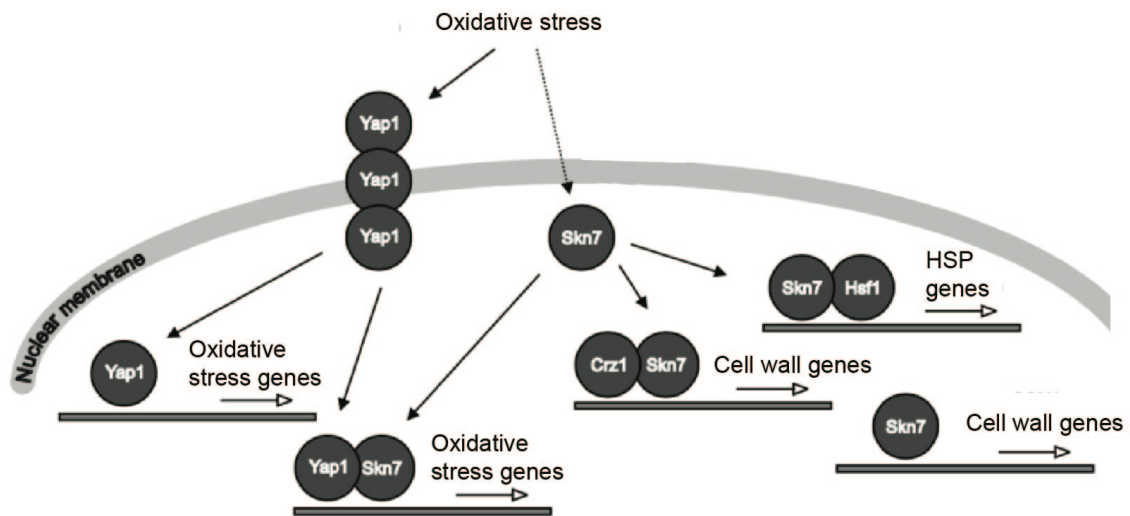 Oxidative stress
Yap1
Yap1
Yap1
Skn7
Nuclear membrane
Skn7
Hsf1
HSP
genes
Yap1
Oxidative
stress genes
Crz1
Skn7
Cell wall genes
Skn7
Cell wall genes
Yap1
Skn7
Oxidative
stress genes